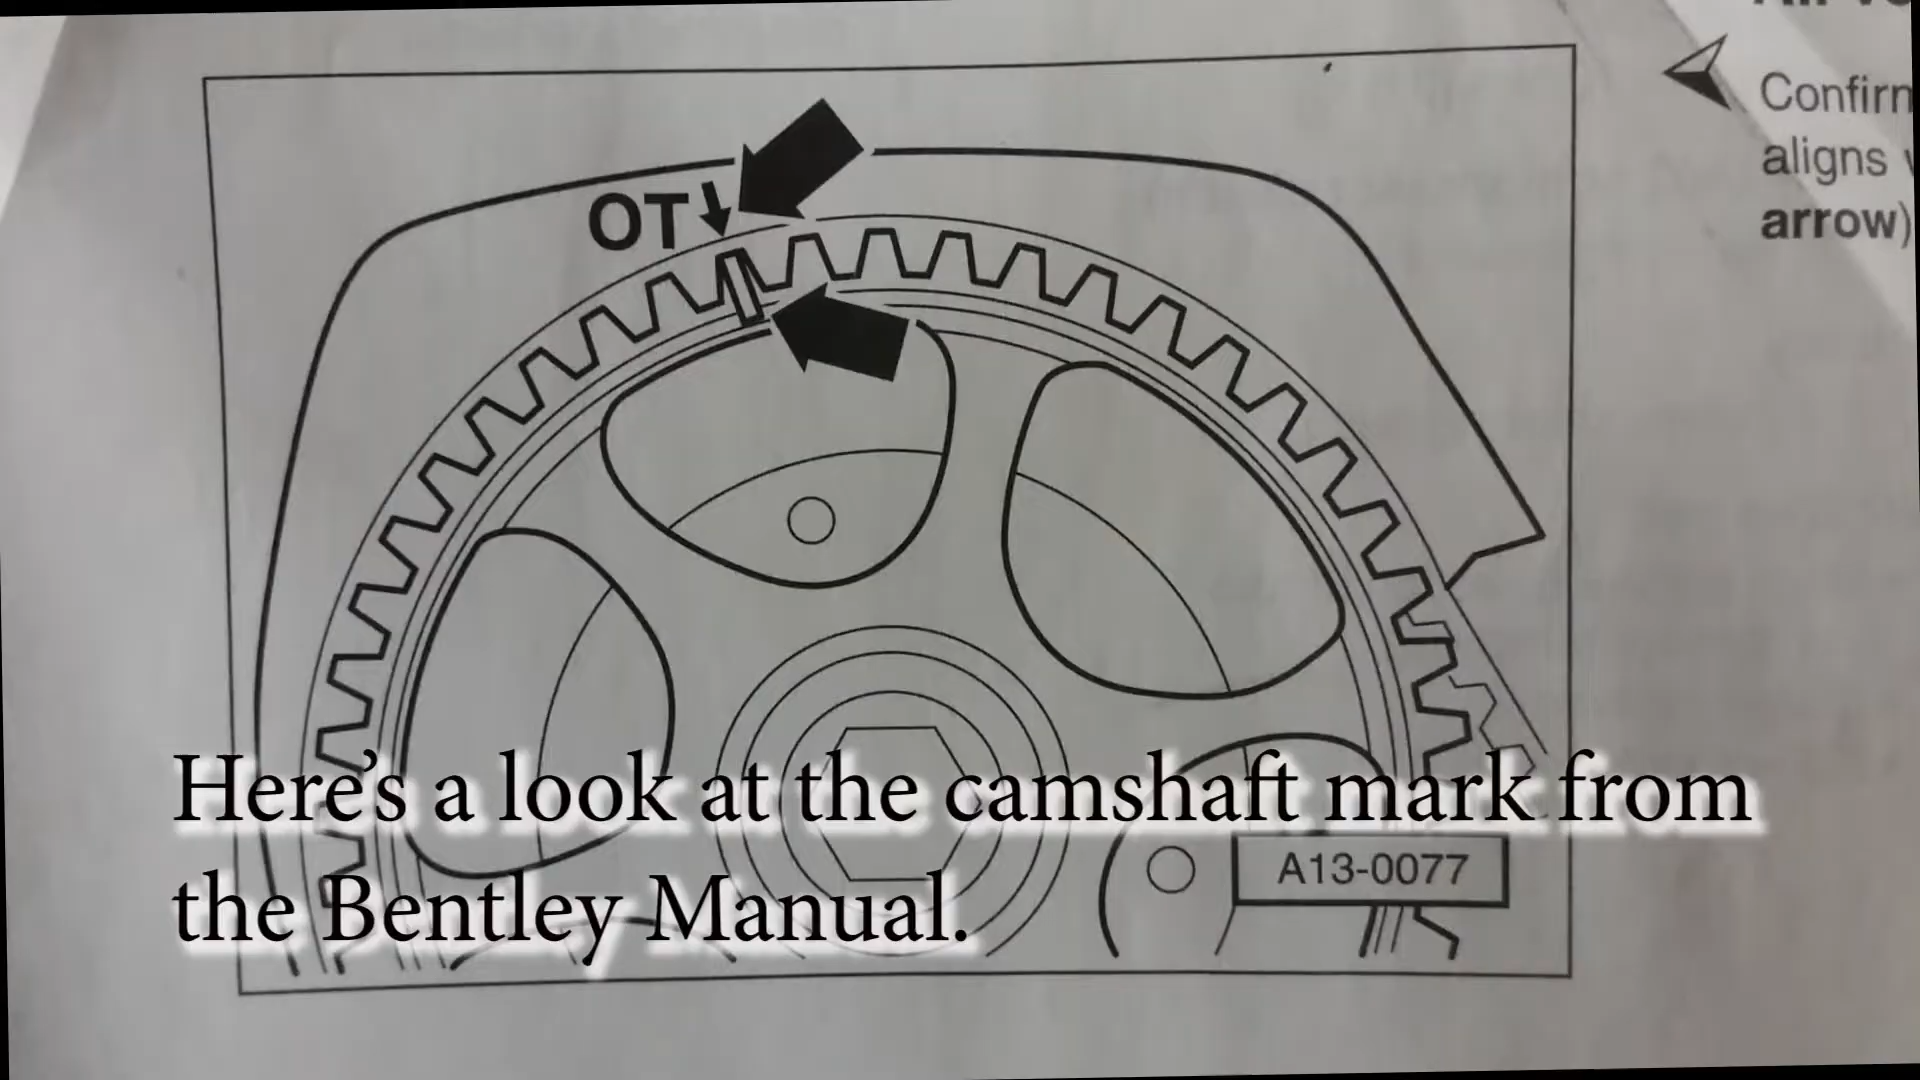 OT
Confirm
aligns
arrow)
Here's a look at the camshaft mark from
the Bentley Manual.
A13-0077